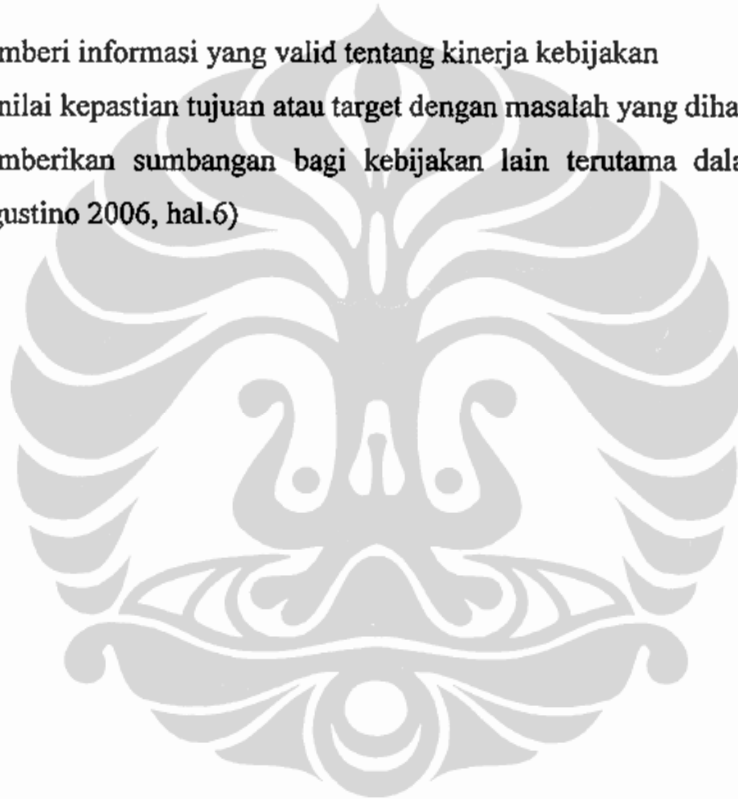 mberi informasi yang valid tentang kinerja kebijakan
nilai kepastian tujuan atau target dengan masalah yang diha
mberikan sumbangan bagi kebijakan lain terutama dala
gustino 2006, hal.6)